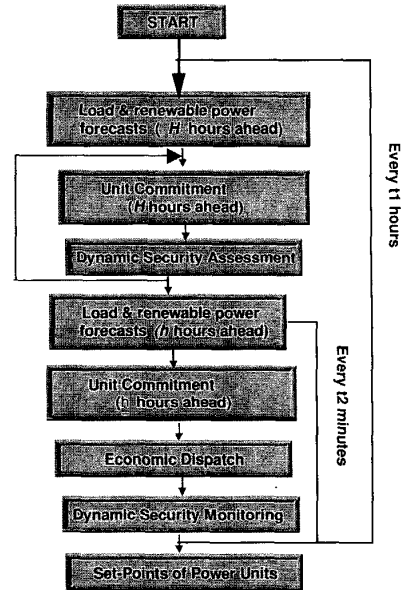 START
Load & renewable power
forecasts ( H hours ahead)
Unit Commitment
(H hours ahead)
Dynamic Security Assessment
Load & renewable power
forecasts (h hours ahead)
Unit Commitment
(h hours ahead)
Economic Dispatch
Dynamic Security Monitoring
Set-Points of Power Units
Every t2 minutes
Every t1 hours